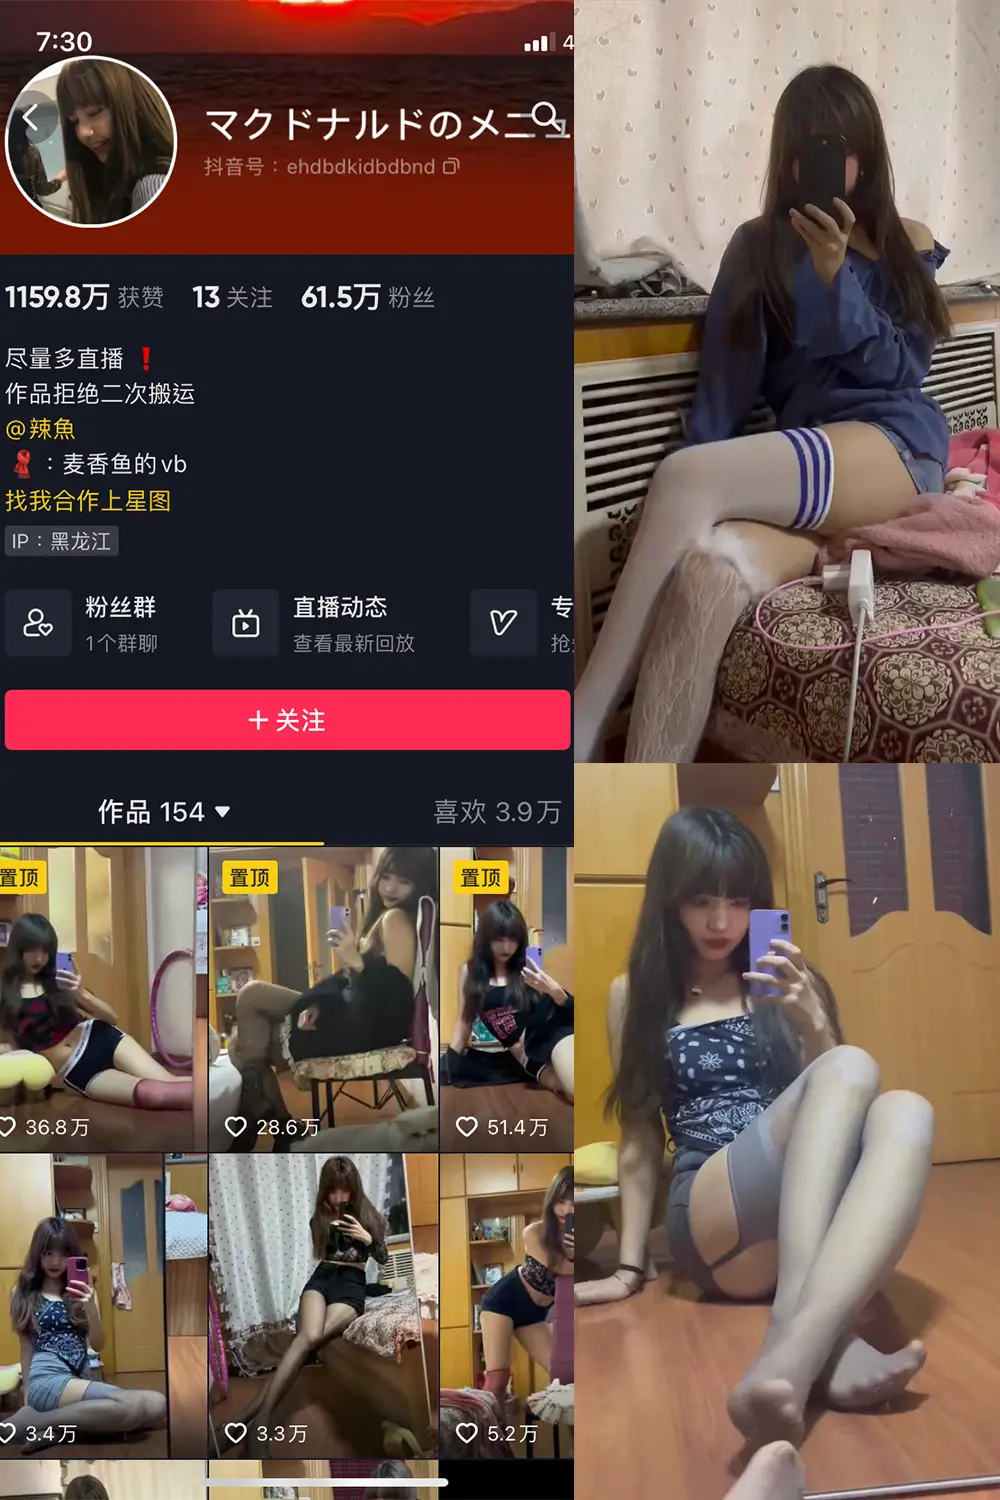 7:30
4
マクドナルドのメニュ
抖音号：ehdbdkidbdbnd
1159.8万 获赞 13 关注 61.5万 粉丝
尽量多直播❗
作品拒绝二次搬运
@辣魚
🧣：麦香鱼的vb
找我合作上星图
IP：黑龙江
粉丝群
1个群聊
直播动态
查看最新回放
专
抢
+ 关注
作品 154 ▼
喜欢 3.9万
置顶
置顶
置顶
36.8万
28.6万
51.4万
3.4万
3.3万
5.2万